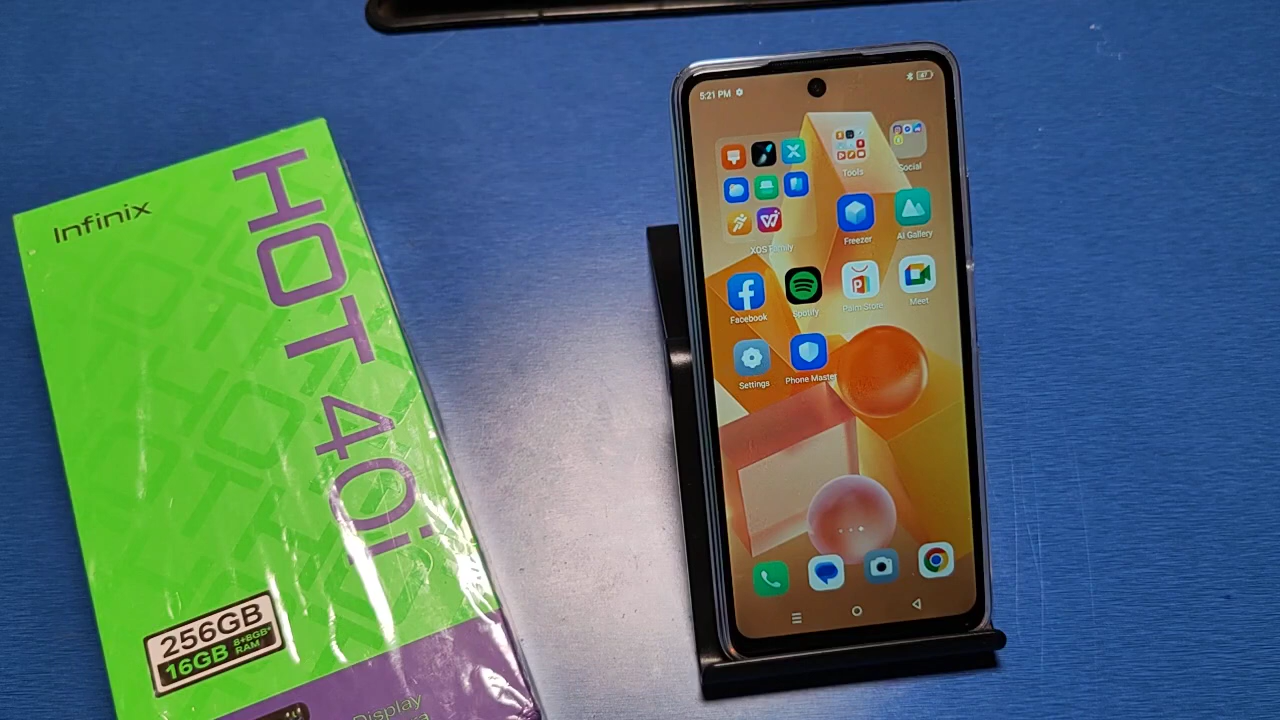 Infinix
HOT 40i
256GB
16GB 8+8GB*
RAM
Display
5:21 PM
67
XOS Family
Tools
Social
Freezer
AI Gallery
Facebook
Spotify
Palm Store
Meet
Settings
Phone Master